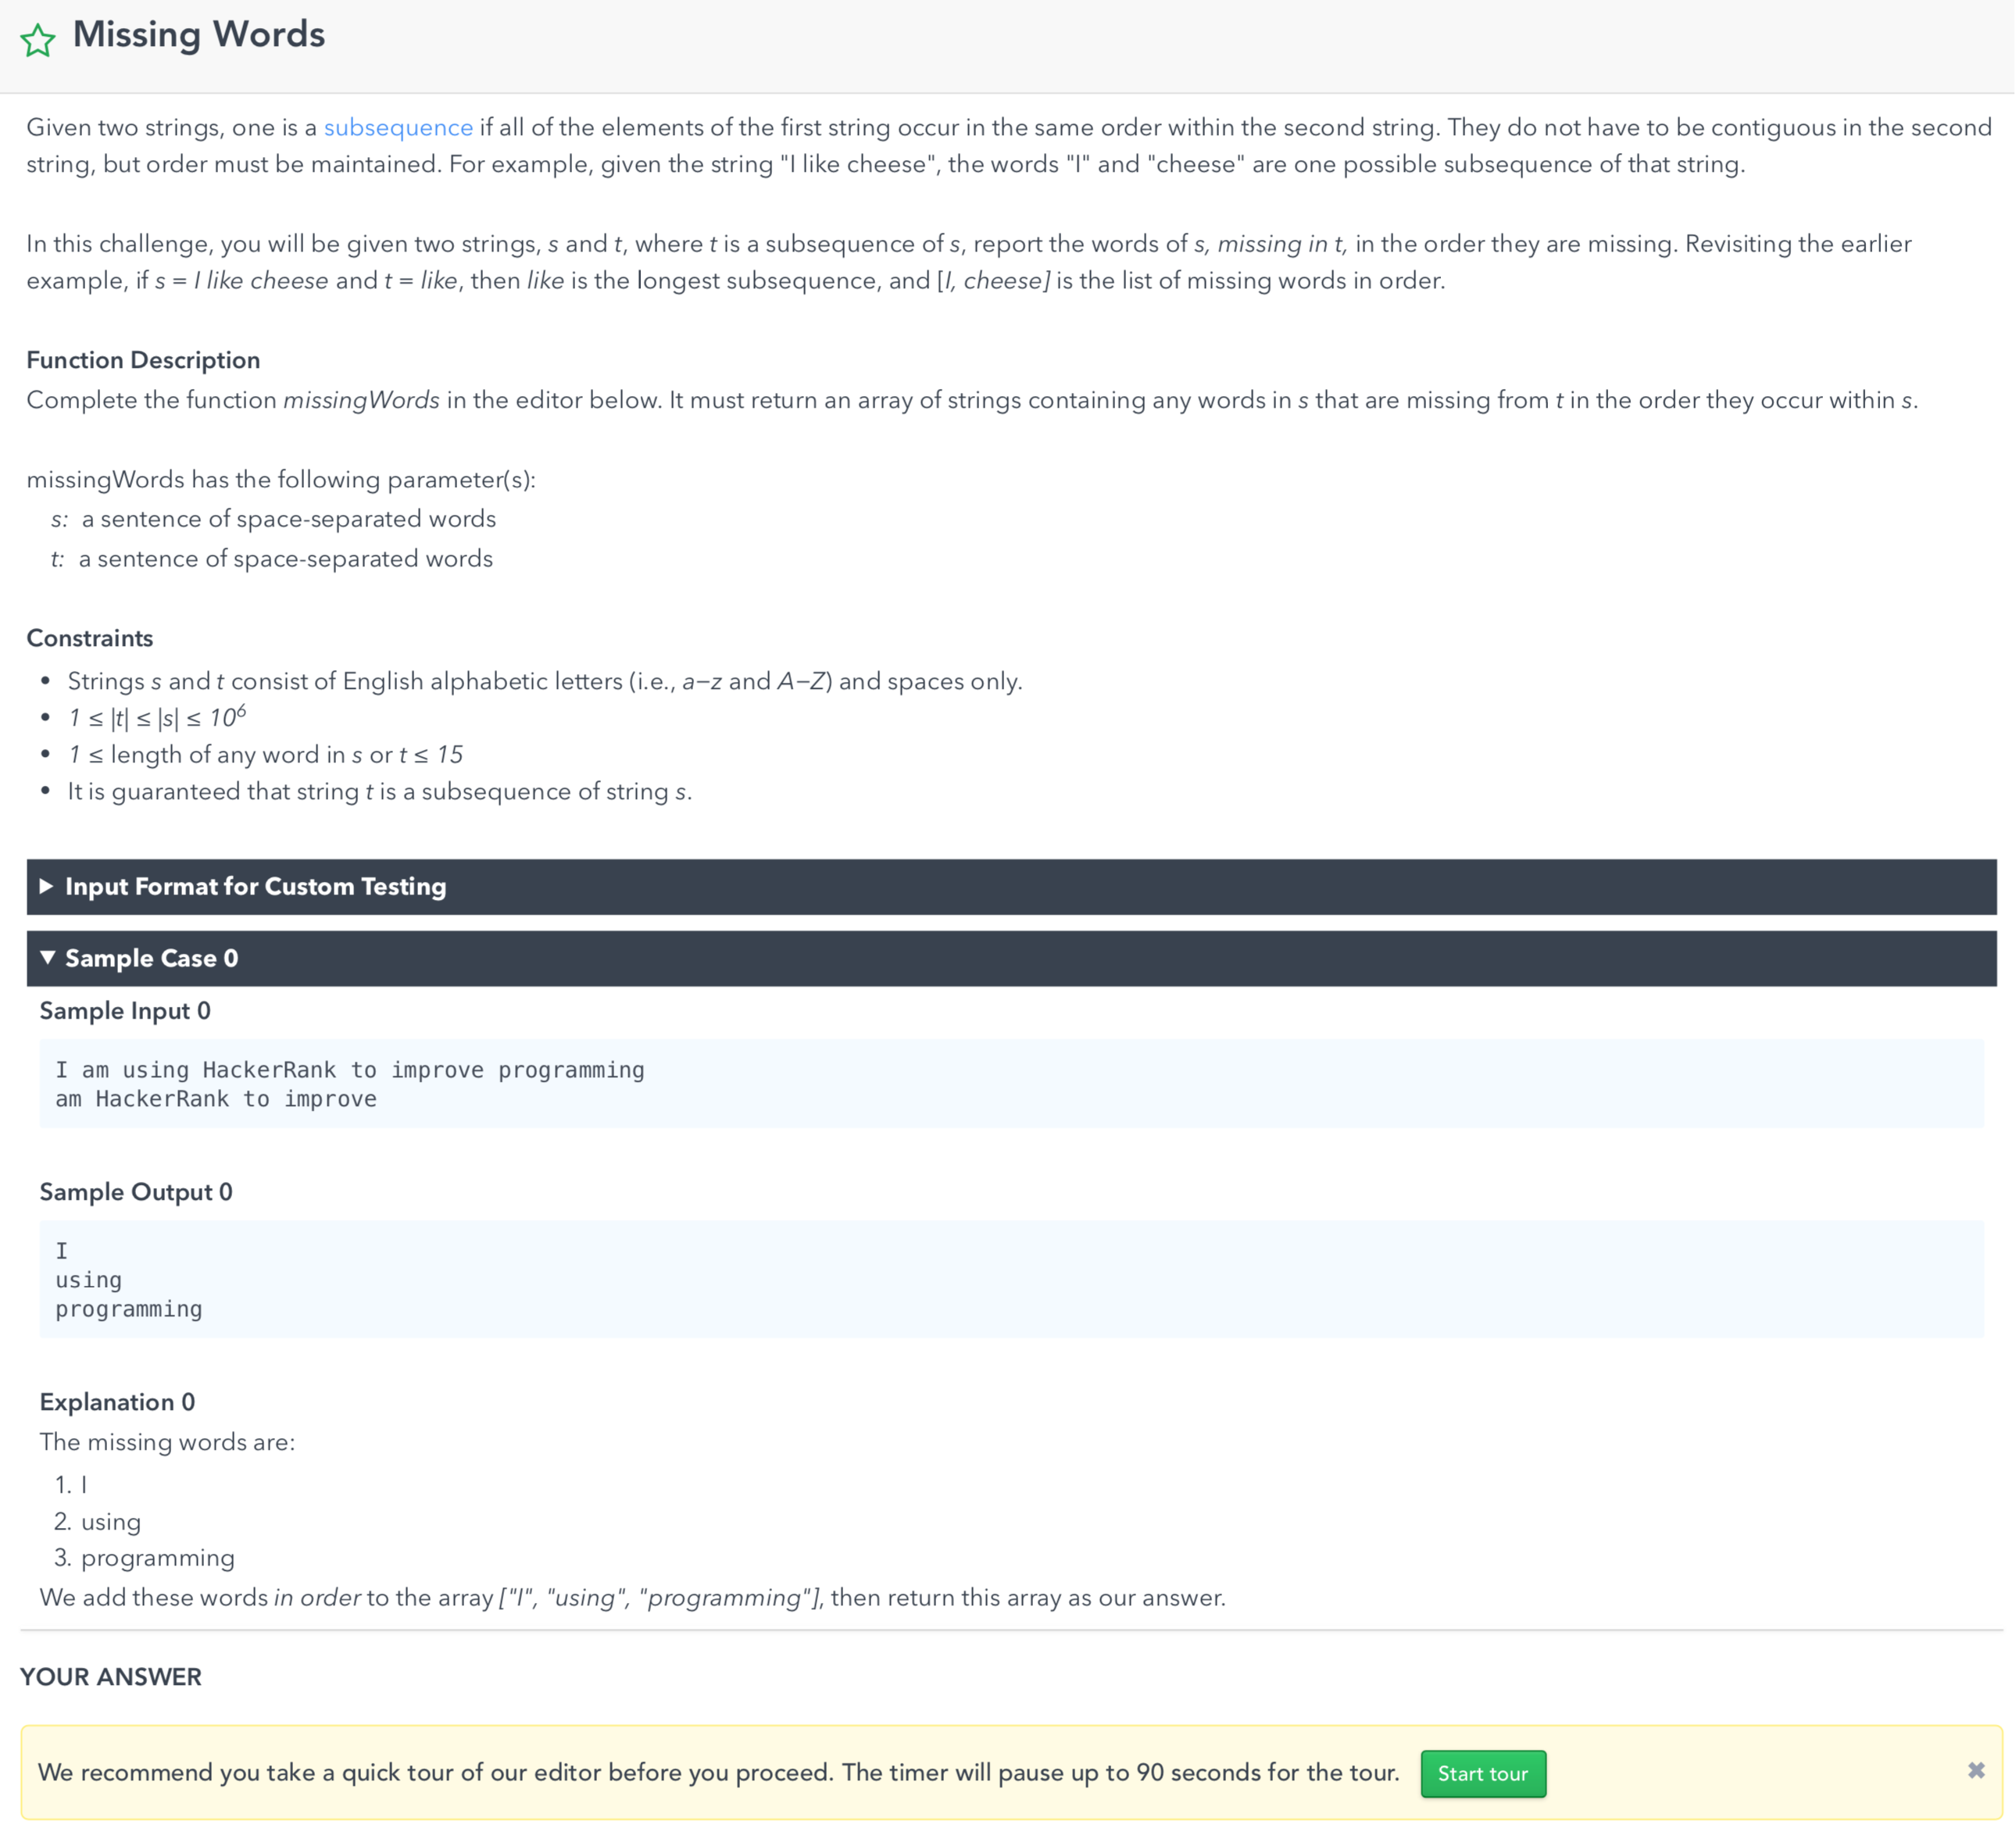 Missing Words
Given two strings, one is a subsequence if all of the elements of the first string occur in the same order within the second string. They do not have to be contiguous in the second
string, but order must be maintained. For example, given the string "I like cheese", the words "I" and "cheese" are one possible subsequence of that string.
In this challenge, you will be given two strings, s and t, where t is a subsequence of s, report the words of s, missing in t, in the order they are missing. Revisiting the earlier
example, if s = I like cheese and t = like, then like is the longest subsequence, and [I, cheese] is the list of missing words in order.
Function Description
Complete the function missingWords in the editor below. It must return an array of strings containing any words in s that are missing from t in the order they occur within s.
missingWords has the following parameter(s):
s: a sentence of space-separated words
t: a sentence of space-separated words
Constraints
• Strings s and t consist of English alphabetic letters (i.e., a−z and A−Z) and spaces only.
• 1 ≤ |t| ≤ |s| ≤ 10⁶
• 1 ≤ length of any word in s or t ≤ 15
• It is guaranteed that string t is a subsequence of string s.
▶ Input Format for Custom Testing
▼ Sample Case 0
Sample Input 0
I am using HackerRank to improve programming
am HackerRank to improve
Sample Output 0
I
using
programming
Explanation 0
The missing words are:
1. I
2. using
3. programming
We add these words in order to the array ["I", "using", "programming"], then return this array as our answer.
YOUR ANSWER
We recommend you take a quick tour of our editor before you proceed. The timer will pause up to 90 seconds for the tour. Start tour ✖